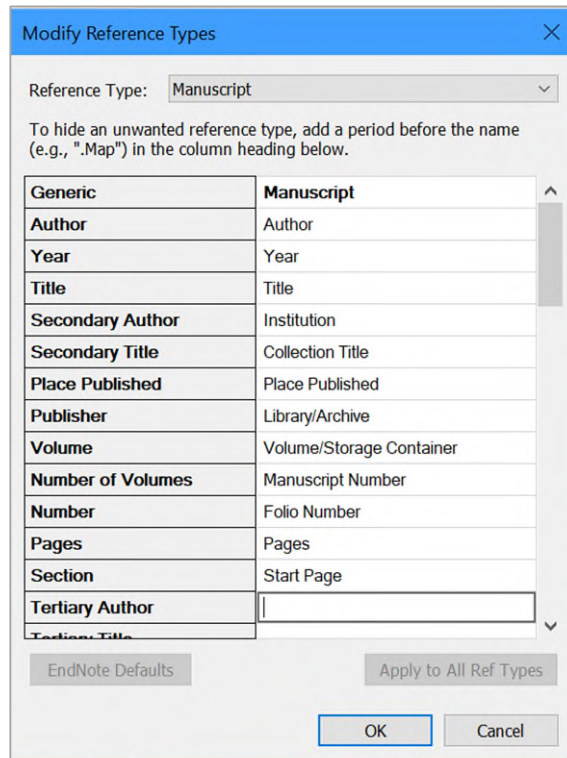 Modify Reference Types
Reference Type: Manuscript
To hide an unwanted reference type, add a period before the name
(e.g., ".Map") in the column heading below.
Generic Manuscript
Author Author
Year Year
Title Title
Secondary Author Institution
Secondary Title Collection Title
Place Published Place Published
Publisher Library/Archive
Volume Volume/Storage Container
Number of Volumes Manuscript Number
Number Folio Number
Pages Pages
Section Start Page
Tertiary Author
Tertiary Title
EndNote Defaults Apply to All Ref Types
OK Cancel